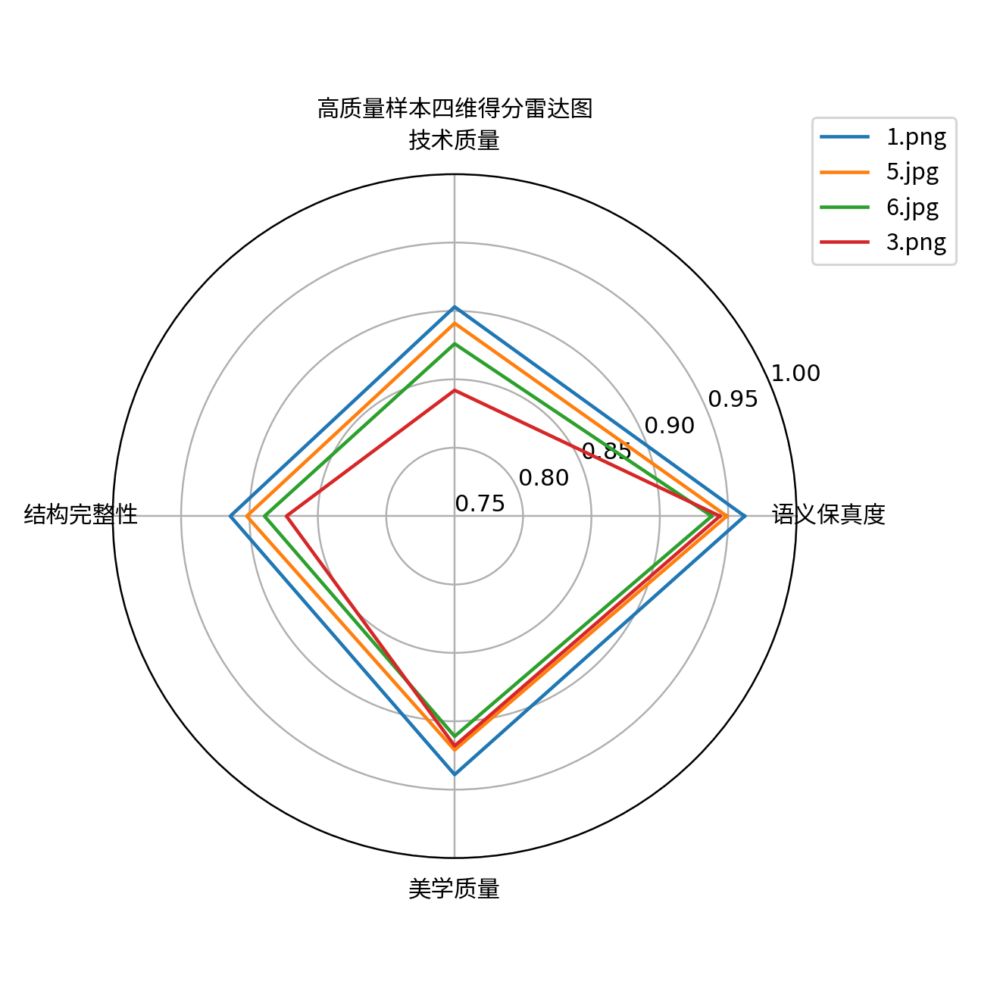 高质量样本四维得分雷达图
技术质量
1.png
5.jpg
6.jpg
3.png
1.00
0.95
0.90
0.85
0.80
0.75
结构完整性
语义保真度
美学质量